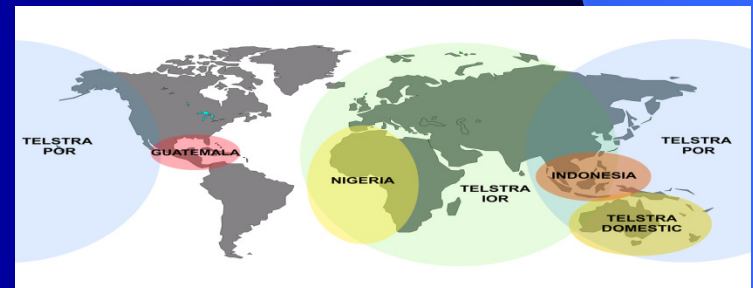 TELSTRA
POR
GUATEMALA
NIGERIA
TELSTRA
IOR
INDONESIA
TELSTRA
DOMESTIC
TELSTRA
POR